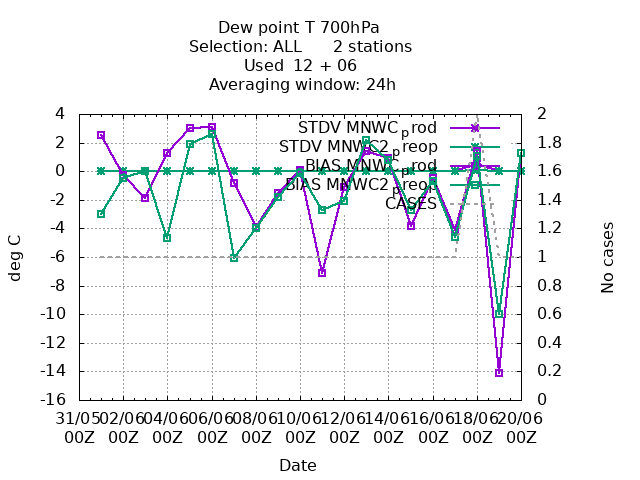 Dew point T 700hPa
Selection: ALL 2 stations
Used 12 + 06
Averaging window: 24h
STDV MNWC_prod
STDV MNWC2_preop
BIAS MNWC_prod
BIAS MNWC2_preop
CASES
4
2
0
-2
-4
-6
-8
-10
-12
-14
-16
deg C
2
1.8
1.6
1.4
1.2
1
0.8
0.6
0.4
0.2
0
No cases
31/05 02/06 04/06 06/06 08/06 10/06 12/06 14/06 16/06 18/06 20/06
00Z 00Z 00Z 00Z 00Z 00Z 00Z 00Z 00Z 00Z 00Z
Date